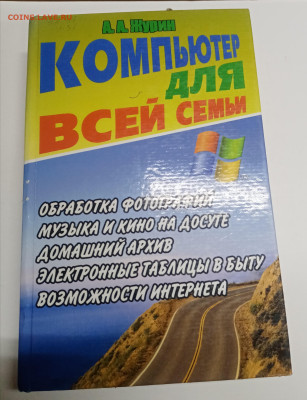 COINS.LAVE.RU
А.А. Журин
КОМПЬЮТЕР
ДЛЯ
ВСЕЙ СЕМЬИ
ОБРАБОТКА ФОТОГРАФИЙ
МУЗЫКА И КИНО НА ДОСУГЕ
ДОМАШНИЙ АРХИВ
ЭЛЕКТРОННЫЕ ТАБЛИЦЫ В БЫТУ
ВОЗМОЖНОСТИ ИНТЕРНЕТА